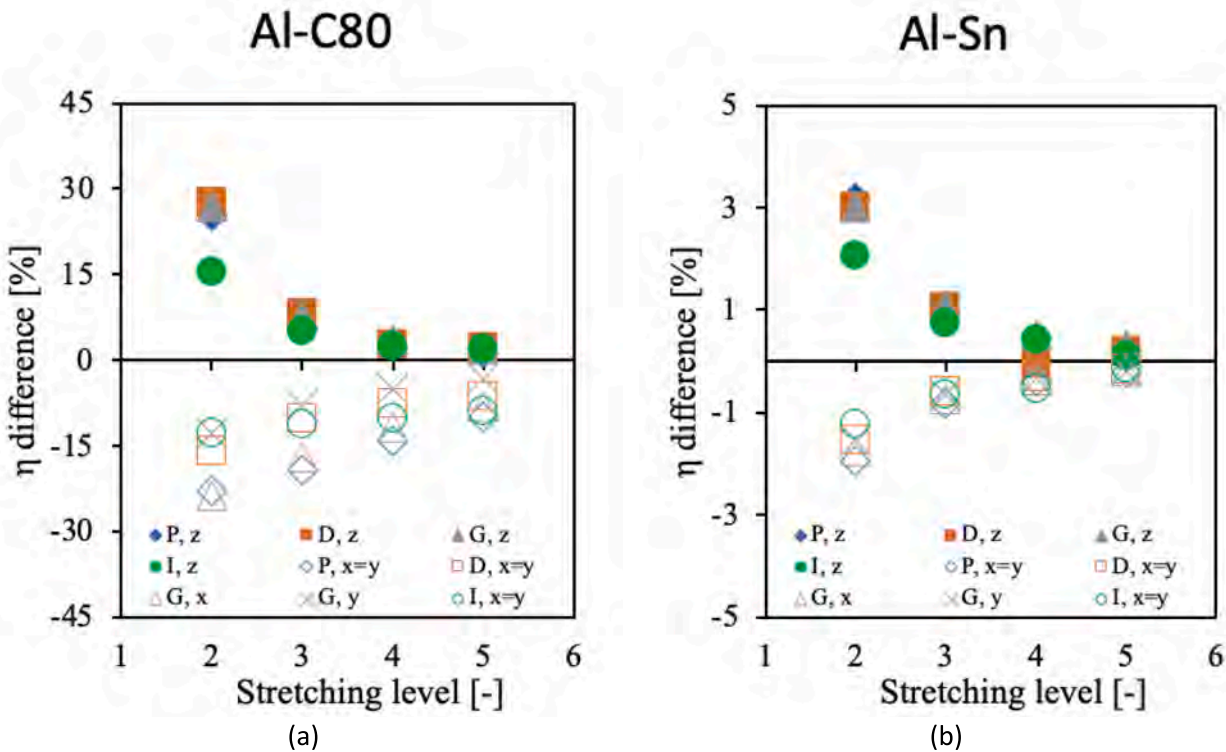 Al-C80
Al-Sn
45
30
15
0
-15
-30
-45
η difference [%]
P, z
D, z
G, z
I, z
P, x=y
D, x=y
G, x
G, y
I, x=y
1
2
3
4
5
6
Stretching level [-]
(a)
5
3
1
-1
-3
-5
η difference [%]
P, z
D, z
G, z
I, z
P, x=y
D, x=y
G, x
G, y
I, x=y
1
2
3
4
5
6
Stretching level [-]
(b)